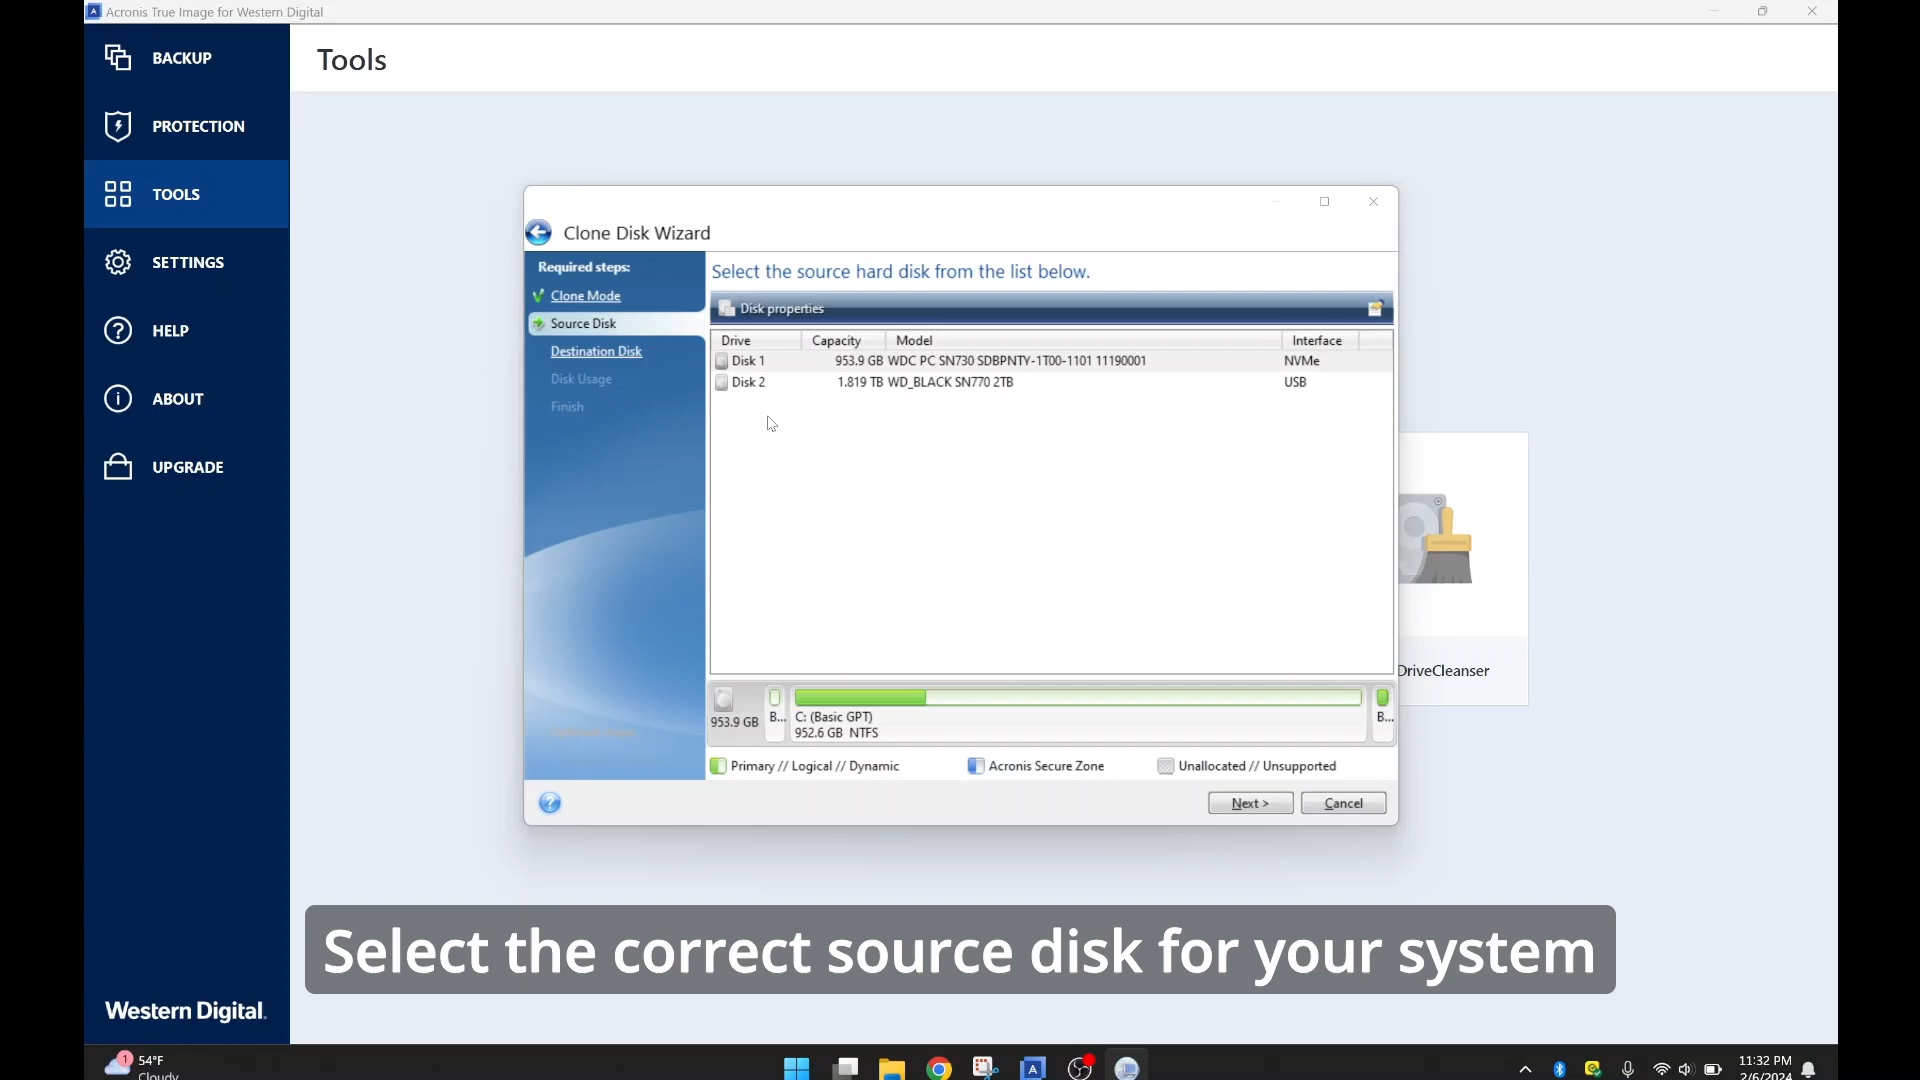 Acronis True Image for Western Digital
BACKUP
PROTECTION
TOOLS
SETTINGS
HELP
ABOUT
UPGRADE
Western Digital.
Tools
Clone Disk Wizard
Required steps:
Clone Mode
Source Disk
Destination Disk
Disk Usage
Finish
Select the source hard disk from the list below.
Disk properties
Drive Capacity Model Interface
Disk 1 953.9 GB WDC PC SN730 SDBPNTY-1T00-1101 11190001 NVMe
Disk 2 1.819 TB WD_BLACK SN770 2TB USB
953.9 GB
B...
C: (Basic GPT)
952.6 GB NTFS
B...
Primary // Logical // Dynamic
Acronis Secure Zone
Unallocated // Unsupported
Next >
Cancel
DriveCleanser
Select the correct source disk for your system
1
54°F
Cloudy
11:32 PM
2/6/2024